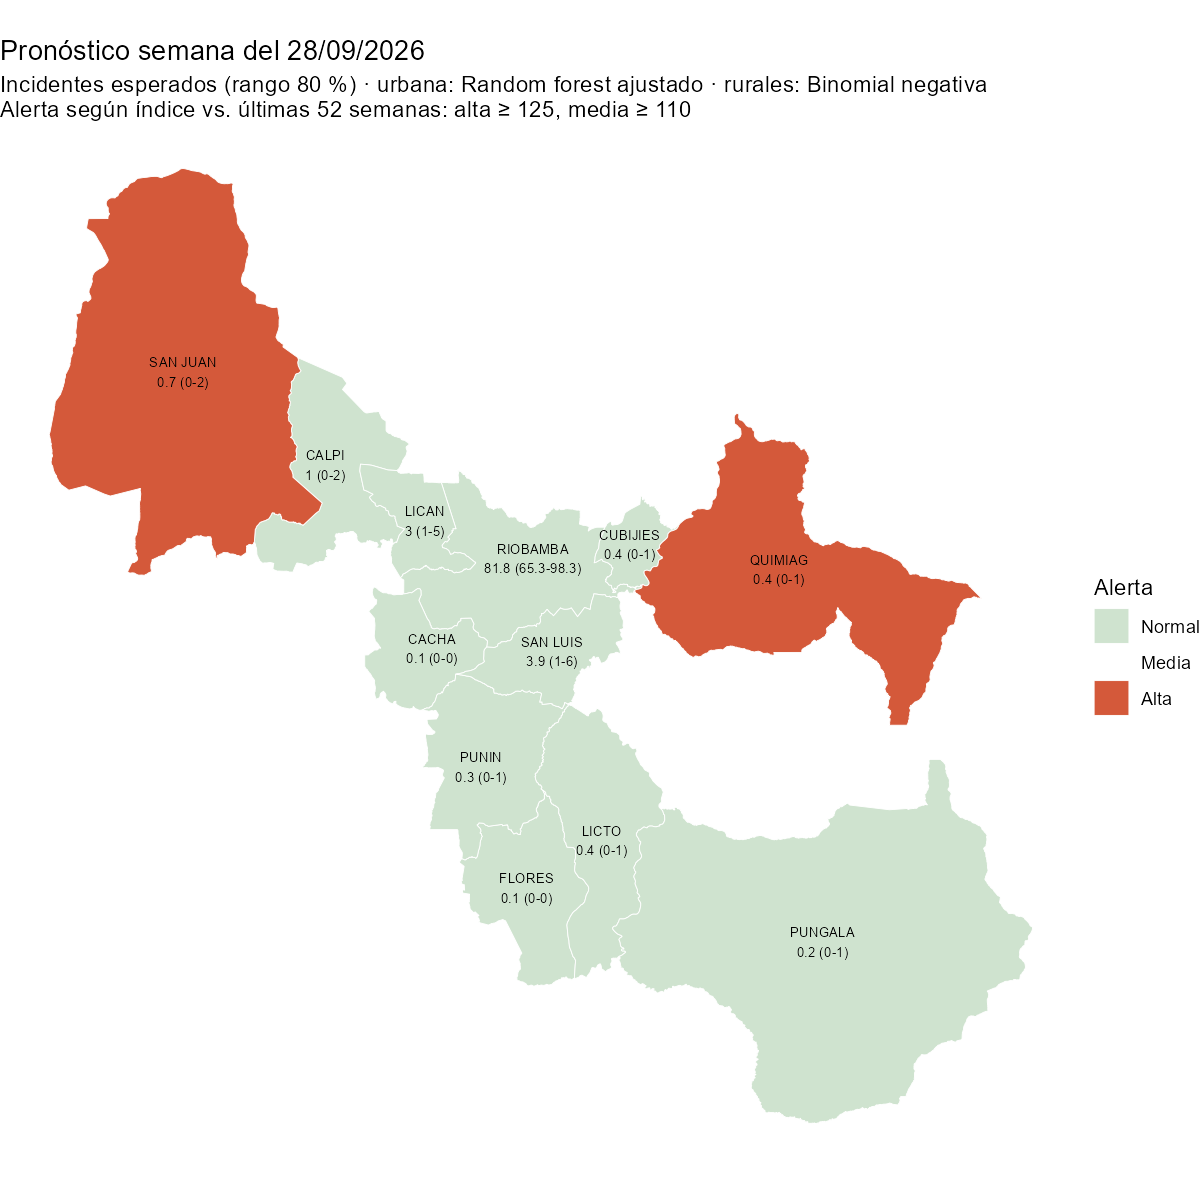 Pronóstico semana del 28/09/2026
Incidentes esperados (rango 80 %) · urbana: Random forest ajustado · rurales: Binomial negativa
Alerta según índice vs. últimas 52 semanas: alta ≥ 125, media ≥ 110
SAN JUAN
0.7 (0-2)
CALPI
1 (0-2)
LICAN
3 (1-5)
RIOBAMBA
81.8 (65.3-98.3)
CUBIJIES
0.4 (0-1)
QUIMIAG
0.4 (0-1)
CACHA
0.1 (0-0)
SAN LUIS
3.9 (1-6)
PUNIN
0.3 (0-1)
LICTO
0.4 (0-1)
FLORES
0.1 (0-0)
PUNGALA
0.2 (0-1)
Alerta
Normal
Media
Alta